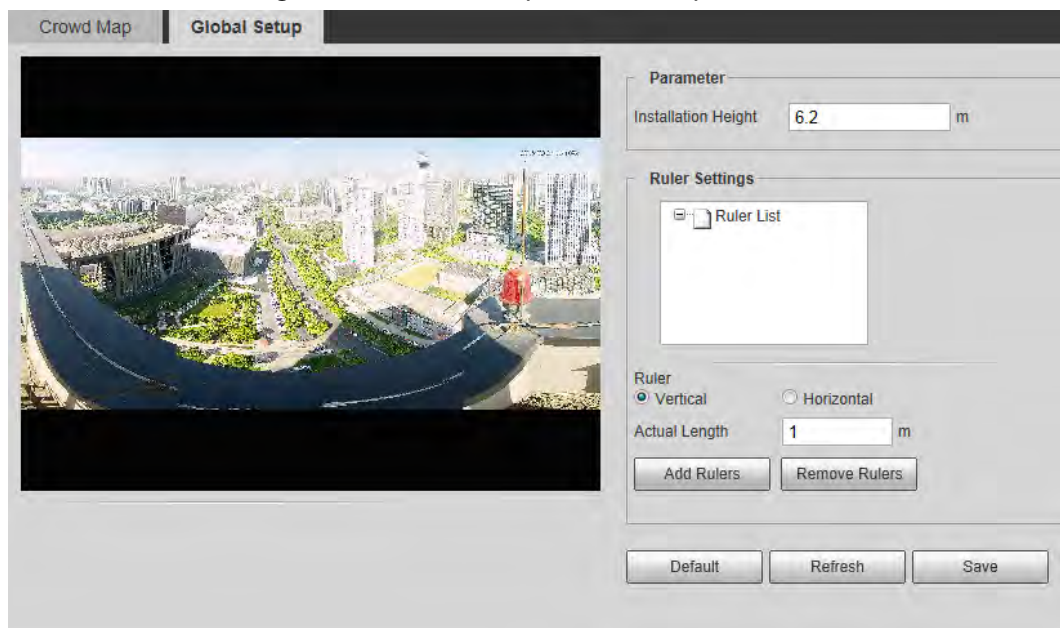 Crowd Map Global Setup
Parameter
Installation Height 6.2 m
Ruler Settings
Ruler List
Ruler
Vertical Horizontal
Actual Length 1 m
Add Rulers Remove Rulers
Default Refresh Save